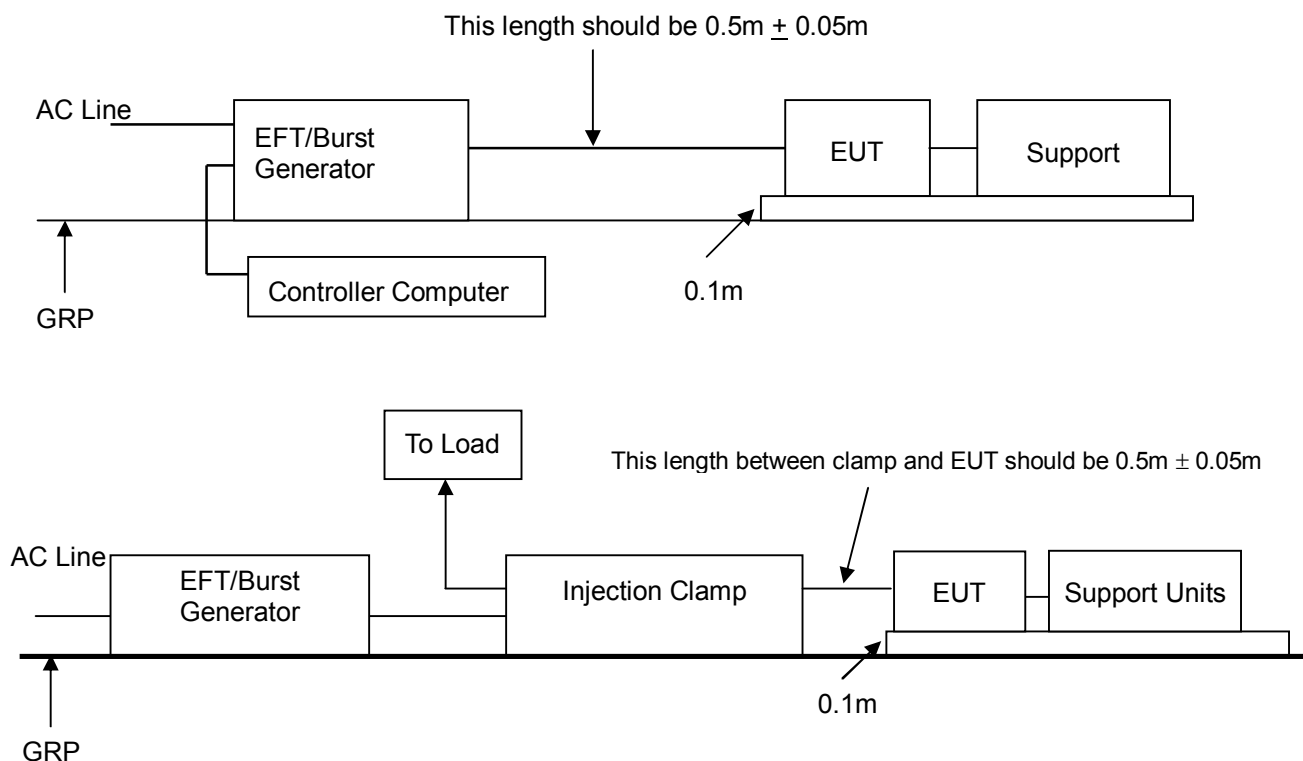 This length should be 0.5m ± 0.05m
AC Line
EFT/Burst
Generator
EUT
Support
Controller Computer
0.1m
GRP
To Load
This length between clamp and EUT should be 0.5m ± 0.05m
AC Line
EFT/Burst
Generator
Injection Clamp
EUT
Support Units
0.1m
GRP